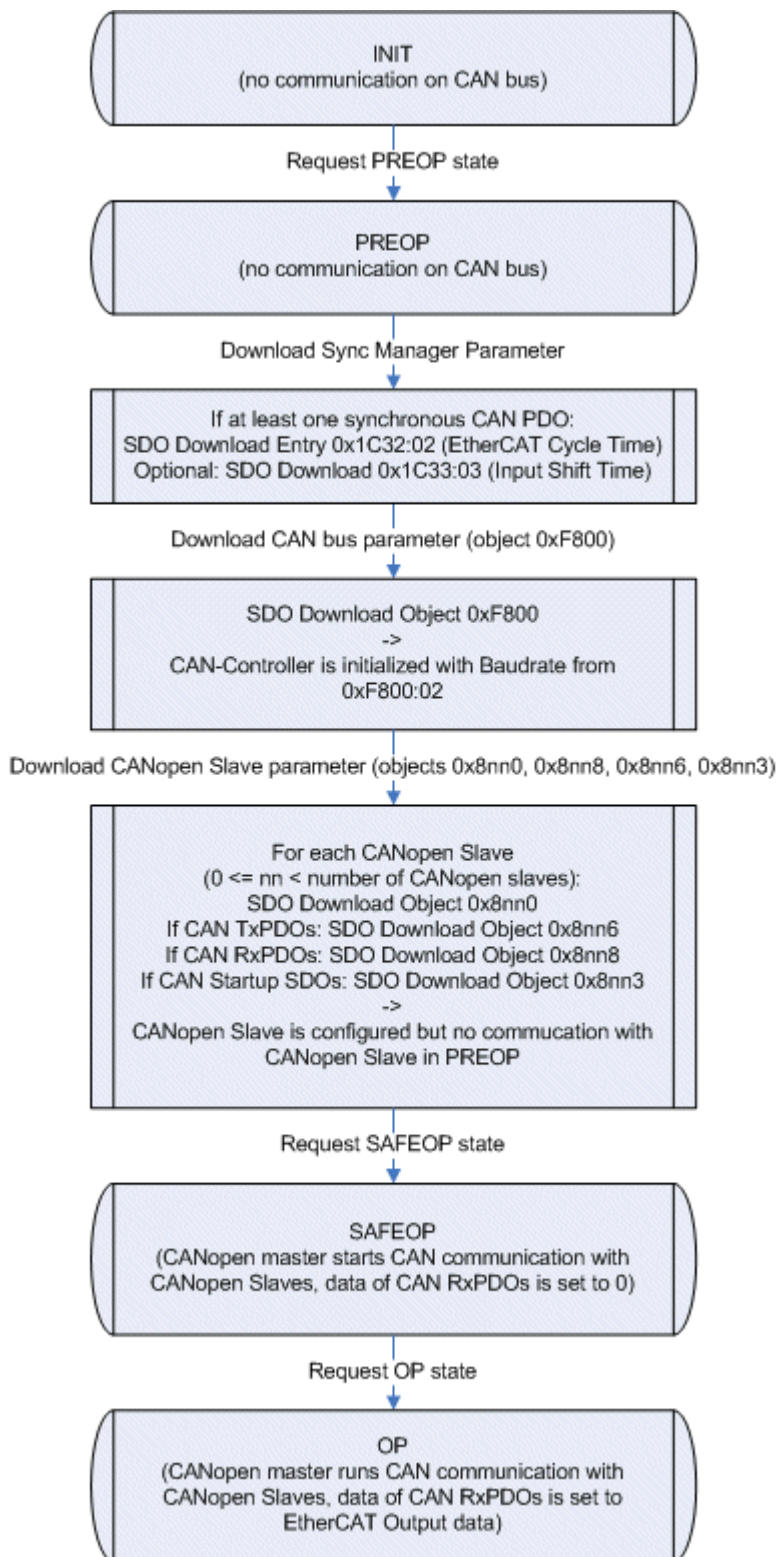 INIT
(no communication on CAN bus)
Request PREOP state
PREOP
(no communication on CAN bus)
Download Sync Manager Parameter
If at least one synchronous CAN PDO:
SDO Download Entry 0x1C32:02 (EtherCAT Cycle Time)
Optional: SDO Download 0x1C33:03 (Input Shift Time)
Download CAN bus parameter (object 0xF800)
SDO Download Object 0xF800
->
CAN-Controller is initialized with Baudrate from
0xF800:02
Download CANopen Slave parameter (objects 0x8nn0, 0x8nn8, 0x8nn6, 0x8nn3)
For each CANopen Slave
(0 <= nn < number of CANopen slaves):
SDO Download Object 0x8nn0
If CAN TxPDOs: SDO Download Object 0x8nn6
If CAN RxPDOs: SDO Download Object 0x8nn8
If CAN Startup SDOs: SDO Download Object 0x8nn3
->
CANopen Slave is configured but no commucation with
CANopen Slave in PREOP
Request SAFEOP state
SAFEOP
(CANopen master starts CAN communication with
CANopen Slaves, data of CAN RxPDOs is set to 0)
Request OP state
OP
(CANopen master runs CAN communication with
CANopen Slaves, data of CAN RxPDOs is set to
EtherCAT Output data)